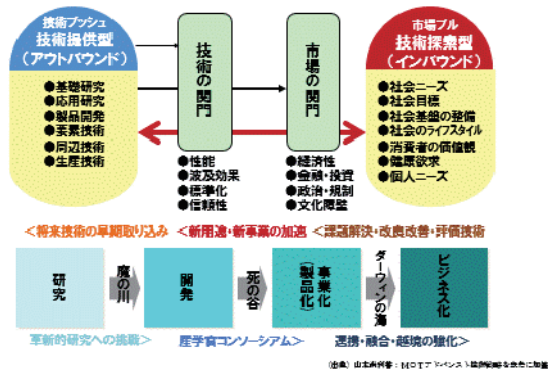 技術プッシュ
技術提供型
(アウトバウンド)
●基礎研究
●応用研究
●製品開発
●要素技術
●周辺技術
●生産技術
技術の関門
●性能
●波及効果
●標準化
●信頼性
市場の関門
●経済性
●金融・投資
●政治・規制
●文化障壁
市場プル
技術探索型
(インバウンド)
●社会ニーズ
●社会目標
●社会基盤の整備
●社会のライフスタイル
●消費者の価値観
●健康欲求
●個人ニーズ
<将来技術の早期取り込み
<新用途・新事業の加速
<課題解決・改良改善・評価技術
研究
魔の川
開発
死の谷
事業化
(製品化)
ダーウィンの海
ビジネス化
革新的研究への挑戦>
産学官コンソーシアム>
連携・融合・越境の強化>